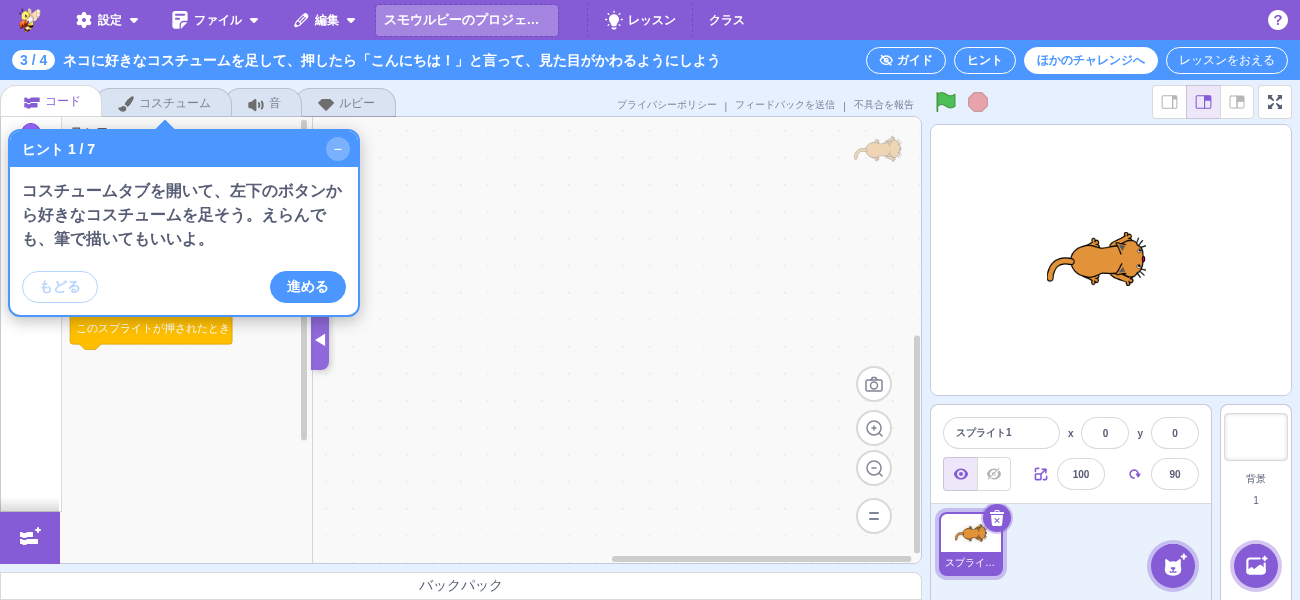 設定
ファイル
編集
スモウルビーのプロジェ...
レッスン
クラス
?
3 / 4
ネコに好きなコスチュームを足して、押したら「こんにちは！」と言って、見た目がかわるようにしよう
ガイド
ヒント
ほかのチャレンジへ
レッスンをおえる
コード
コスチューム
音
ルビー
プライバシーポリシー | フィードバックを送信 | 不具合を報告
ヒント 1 / 7
コスチュームタブを開いて、左下のボタンか
ら好きなコスチュームを足そう。えらんで
も、筆で描いてもいいよ。
もどる
進める
このスプライトが押されたとき
スプライト1
x
0
y
0
100
90
スプライ...
背景
1
バックパック